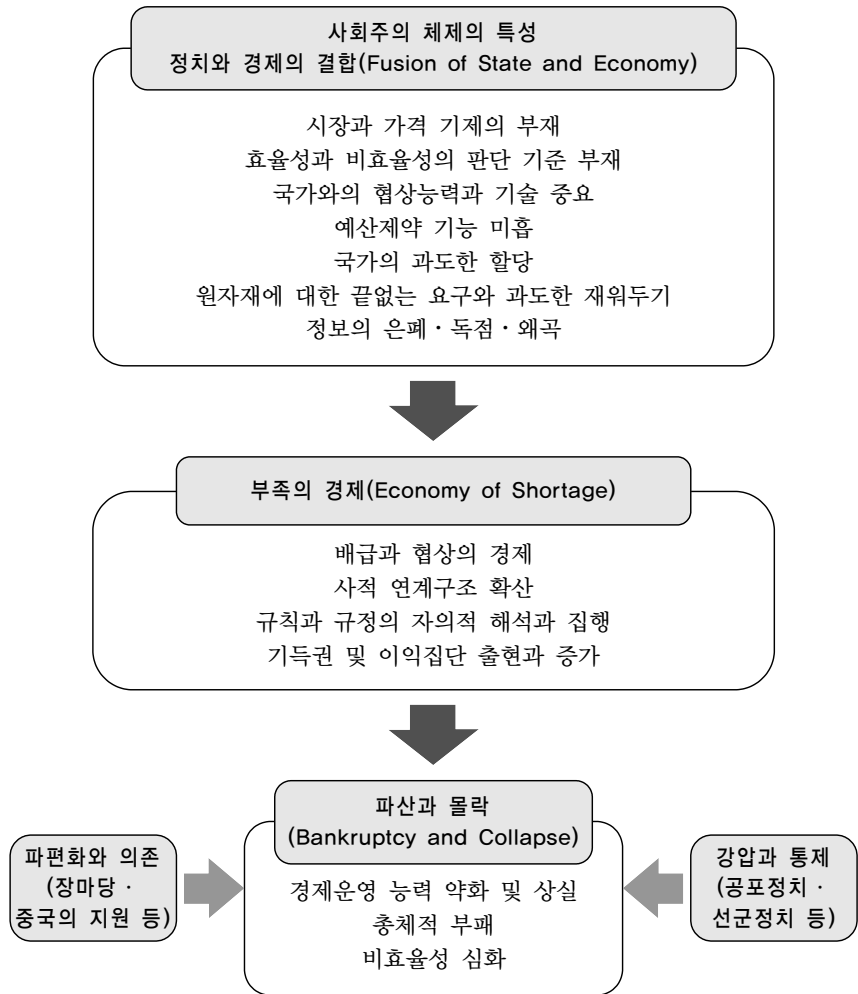 사회주의 체제의 특성
정치와 경제의 결합(Fusion of State and Economy)
시장과 가격 기제의 부재
효율성과 비효율성의 판단 기준 부재
국가와의 협상능력과 기술 중요
예산제약 기능 미흡
국가의 과도한 할당
원자재에 대한 끝없는 요구와 과도한 재워두기
정보의 은폐·독점·왜곡
부족의 경제(Economy of Shortage)
배급과 협상의 경제
사적 연계구조 확산
규칙과 규정의 자의적 해석과 집행
기득권 및 이익집단 출현과 증가
파산과 몰락
(Bankruptcy and Collapse)
경제운영 능력 약화 및 상실
총체적 부패
비효율성 심화
파편화와 의존
(장마당·
중국의 지원 등)
강압과 통제
(공포정치·
선군정치 등)